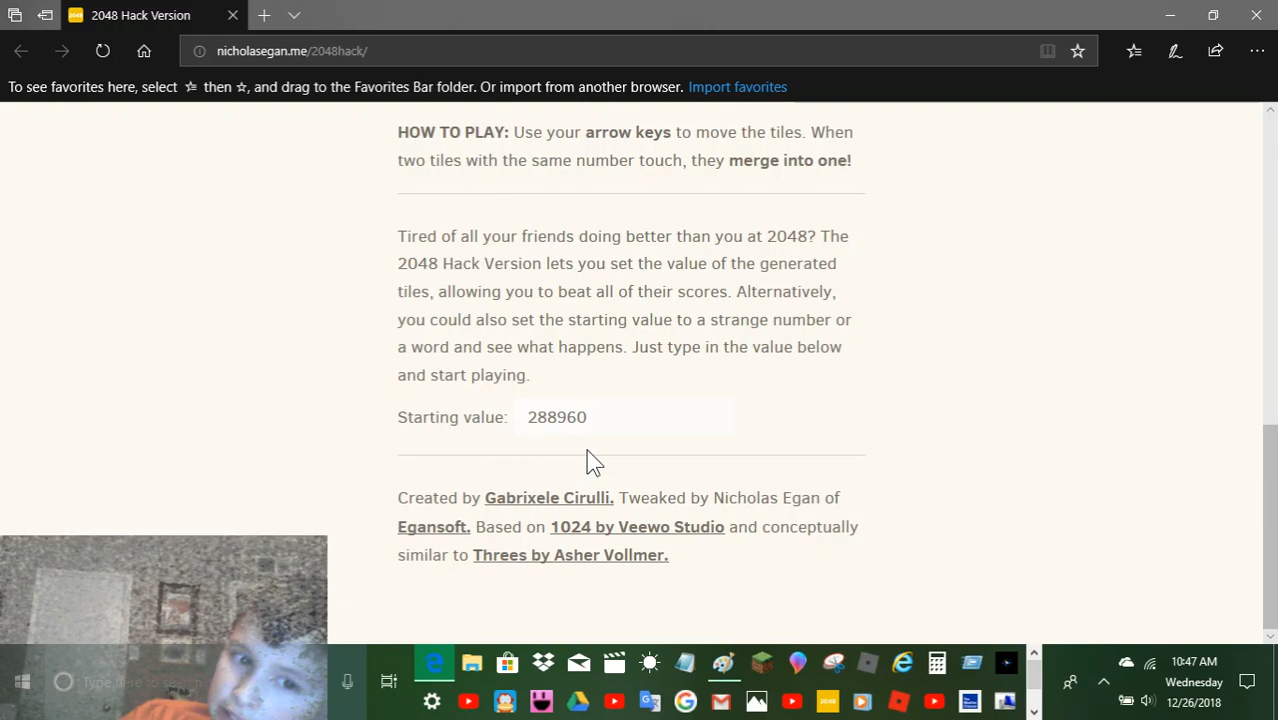 2048 Hack Version
nicholasegan.me/2048hack/
To see favorites here, select then, and drag to the Favorites Bar folder. Or import from another browser. Import favorites
HOW TO PLAY: Use your arrow keys to move the tiles. When
two tiles with the same number touch, they merge into one!
Tired of all your friends doing better than you at 2048? The
2048 Hack Version lets you set the value of the generated
tiles, allowing you to beat all of their scores. Alternatively,
you could also set the starting value to a strange number or
a word and see what happens. Just type in the value below
and start playing.
Starting value: 288960
Created by Gabrixele Cirulli. Tweaked by Nicholas Egan of
Egansoft. Based on 1024 by Veewo Studio and conceptually
similar to Threes by Asher Vollmer.
Type here to search
10:47 AM
Wednesday
12/26/2018